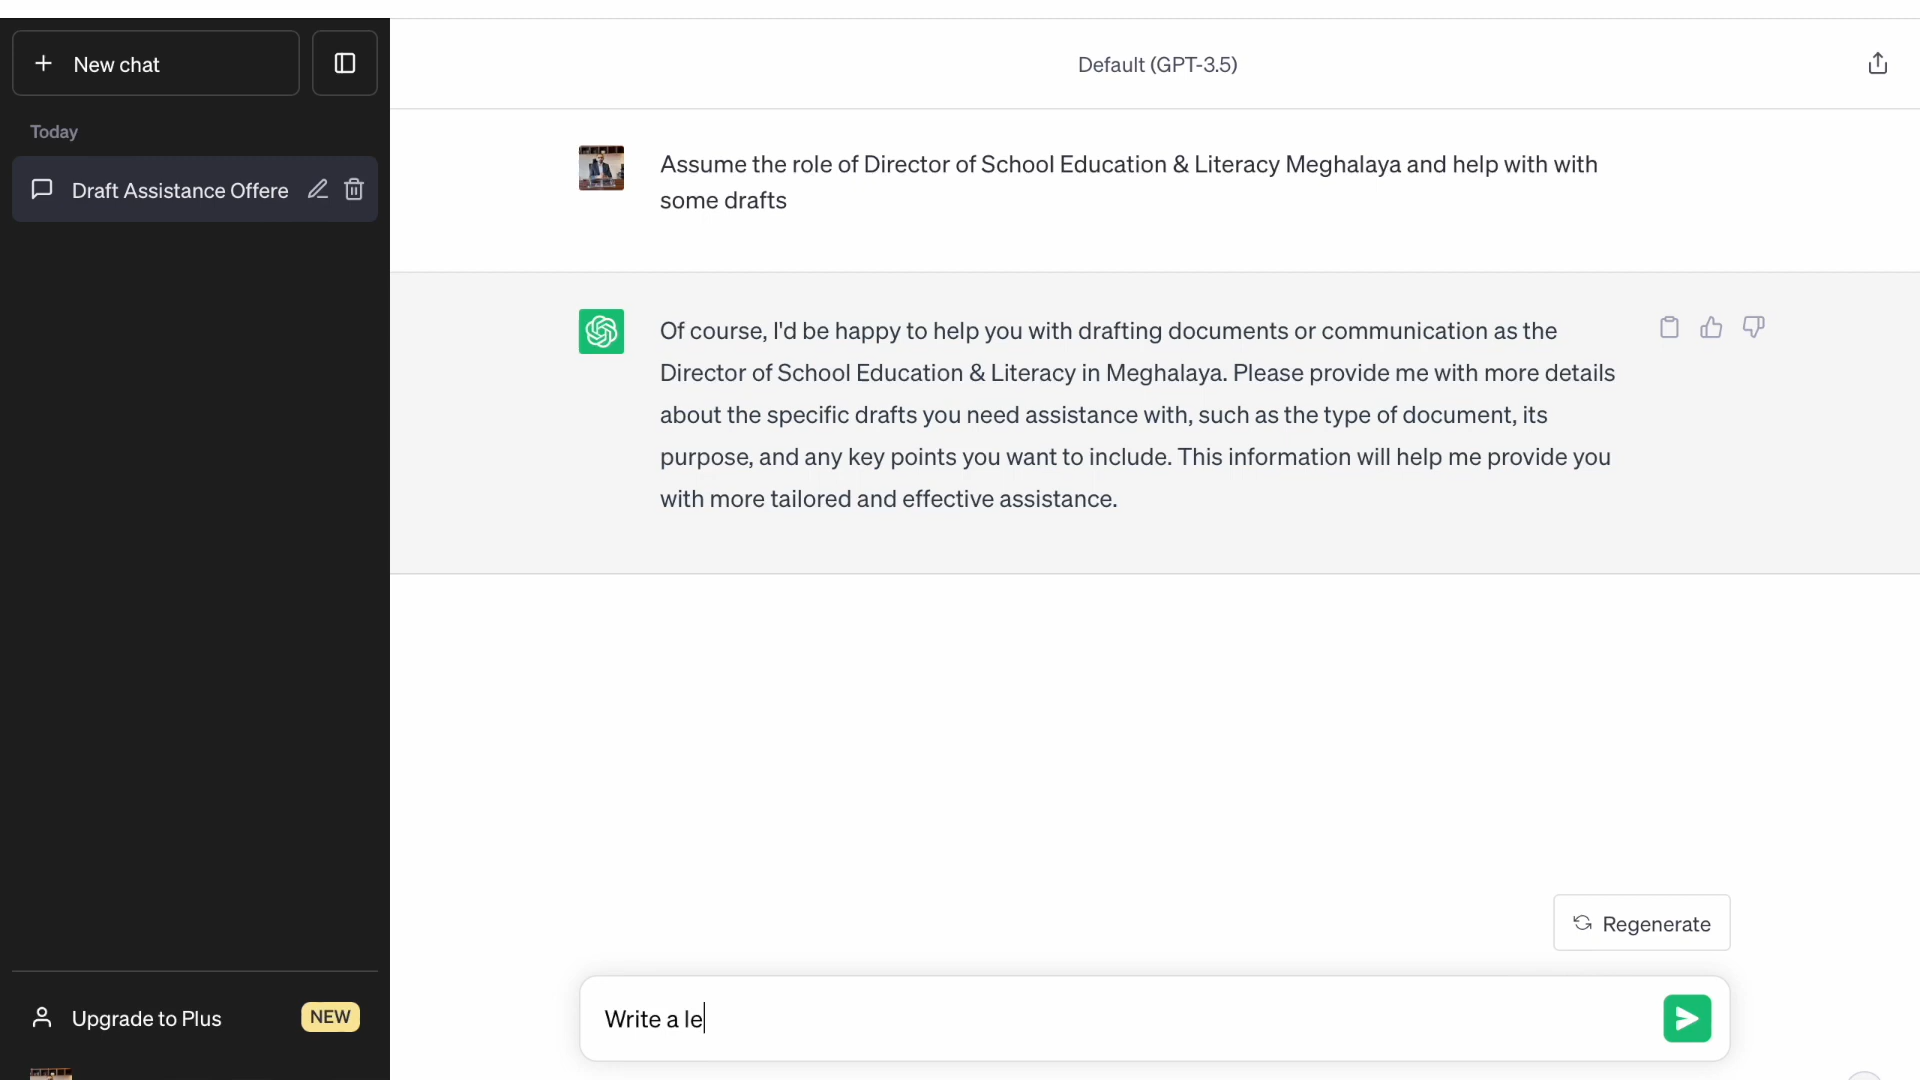 New chat
Default (GPT-3.5)
Today
Draft Assistance Offere
Assume the role of Director of School Education & Literacy Meghalaya and help with with
some drafts
Of course, I'd be happy to help you with drafting documents or communication as the
Director of School Education & Literacy in Meghalaya. Please provide me with more details
about the specific drafts you need assistance with, such as the type of document, its
purpose, and any key points you want to include. This information will help me provide you
with more tailored and effective assistance.
Regenerate
Write a le
Upgrade to Plus
NEW